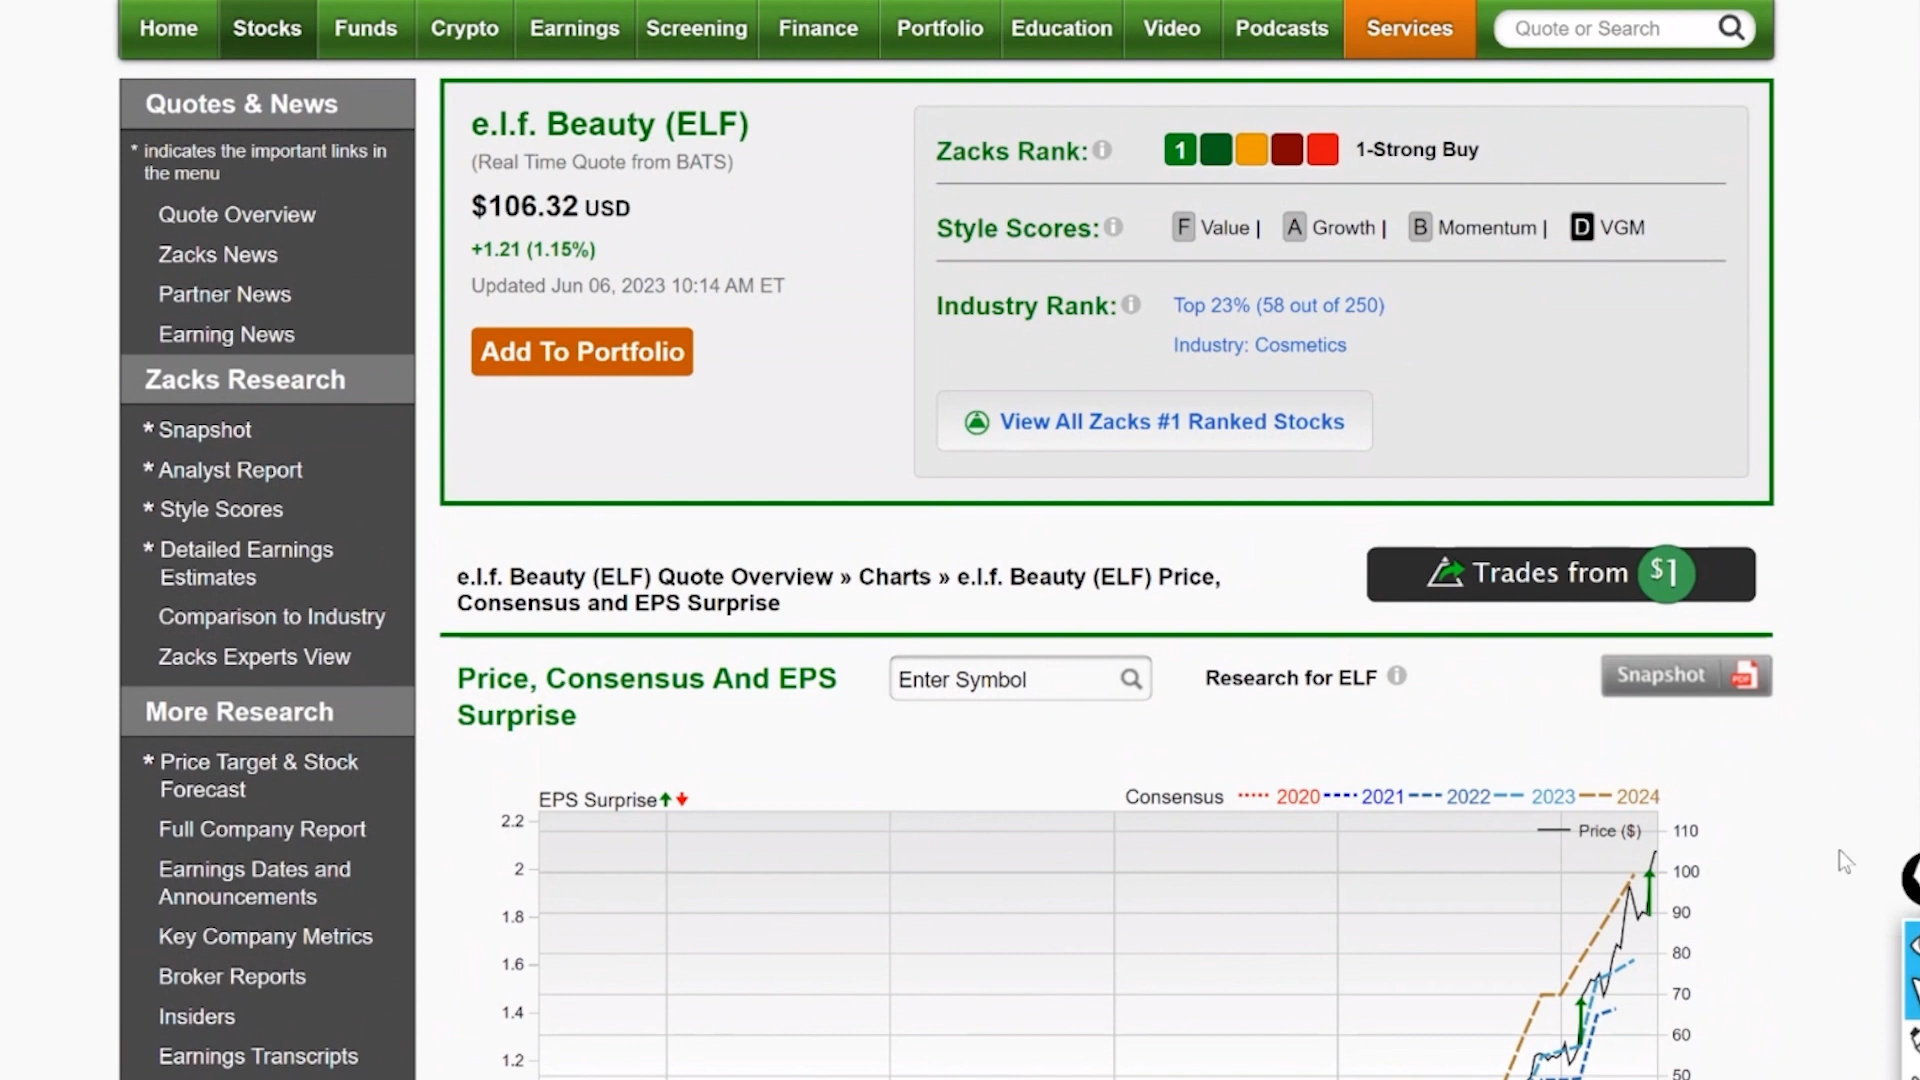 Home Stocks Funds Crypto Earnings Screening Finance Portfolio Education Video Podcasts Services Quote or Search
Quotes & News
* indicates the important links in
the menu
Quote Overview
Zacks News
Partner News
Earning News
Zacks Research
* Snapshot
* Analyst Report
* Style Scores
* Detailed Earnings
Estimates
Comparison to Industry
Zacks Experts View
More Research
* Price Target & Stock
Forecast
Full Company Report
Earnings Dates and
Announcements
Key Company Metrics
Broker Reports
Insiders
Earnings Transcripts
e.l.f. Beauty (ELF)
(Real Time Quote from BATS)
$106.32 USD
+1.21 (1.15%)
Updated Jun 06, 2023 10:14 AM ET
Add To Portfolio
Zacks Rank: 1 1-Strong Buy
Style Scores: F Value | A Growth | B Momentum | D VGM
Industry Rank: Top 23% (58 out of 250)
Industry: Cosmetics
View All Zacks #1 Ranked Stocks
e.l.f. Beauty (ELF) Quote Overview » Charts » e.l.f. Beauty (ELF) Price,
Consensus and EPS Surprise
Trades from $1
Price, Consensus And EPS
Surprise
Enter Symbol
Research for ELF
Snapshot PDF
EPS Surprise
Consensus 2020 2021 2022 2023 2024
Price ($)
2.2
2
1.8
1.6
1.4
1.2
110
100
90
80
70
60
50